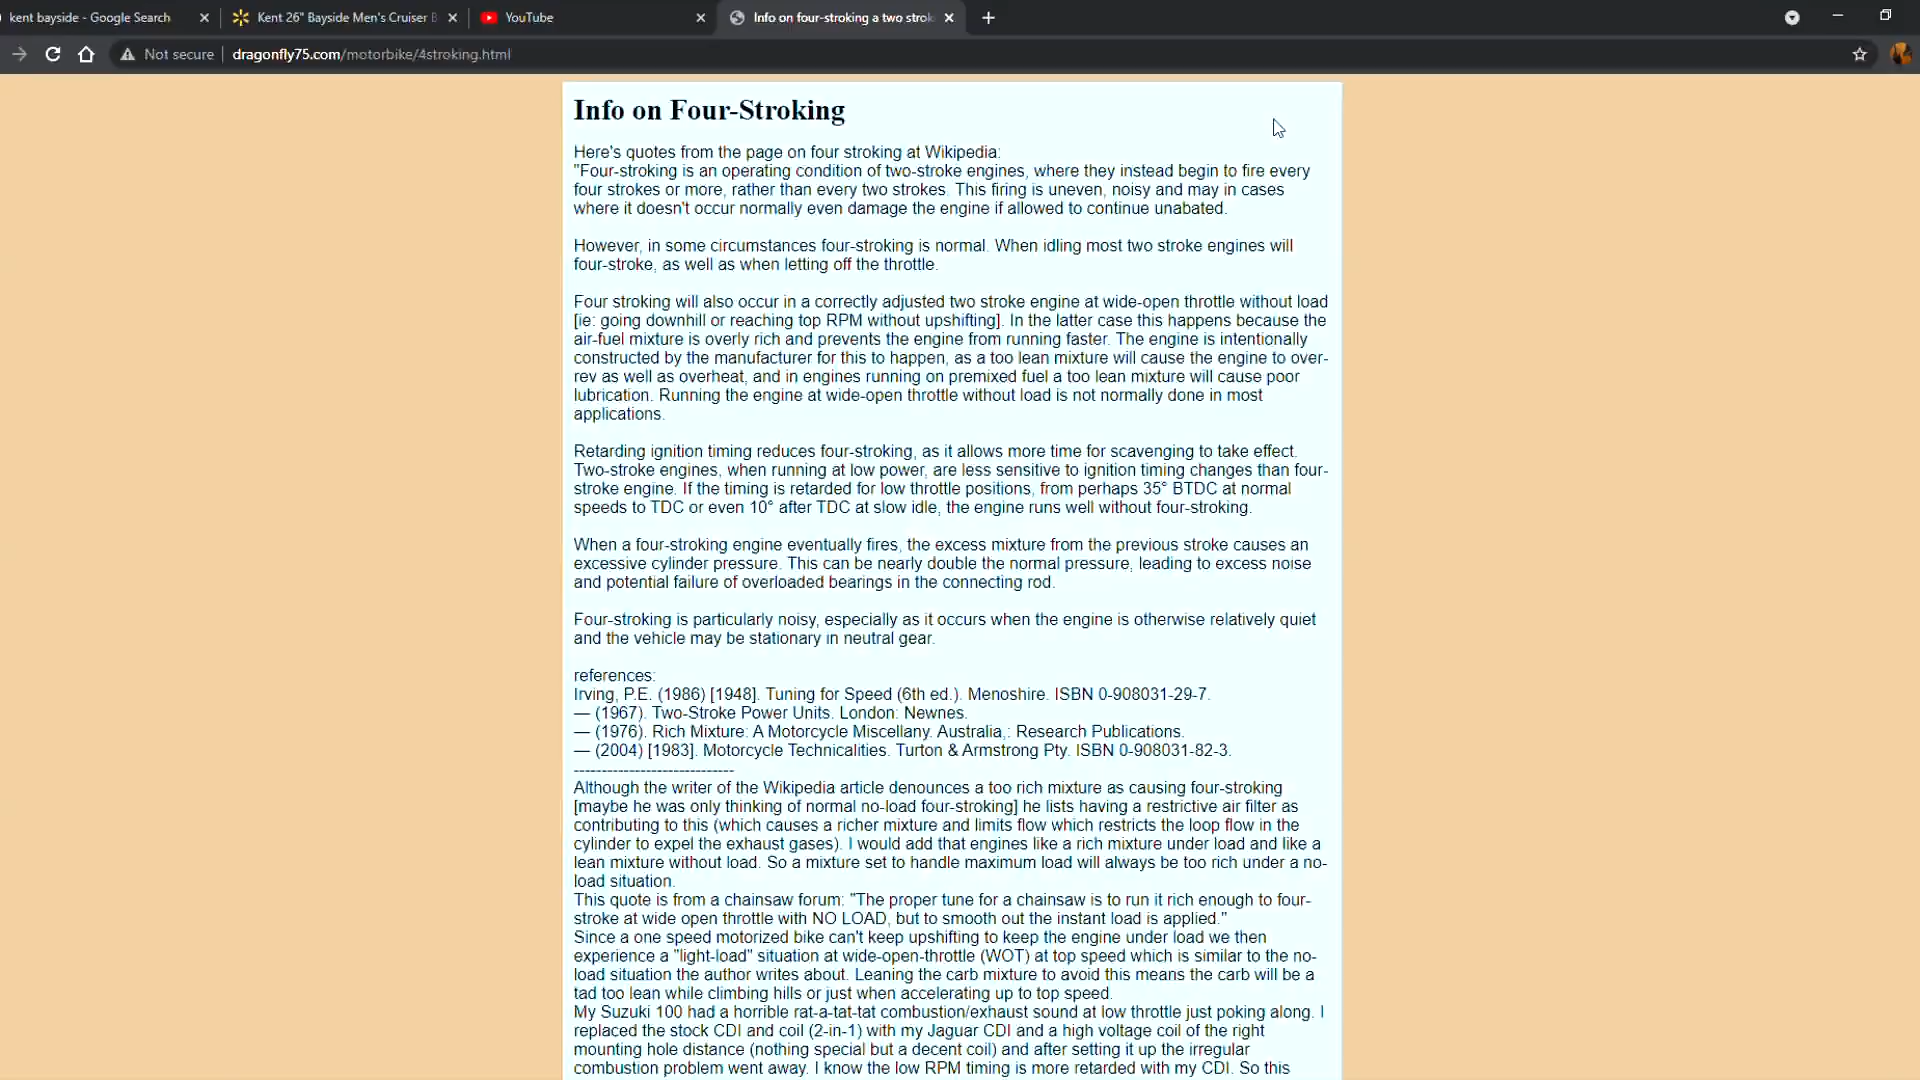 kent bayside - Google Search
Kent 26" Bayside Men's Cruiser B
YouTube
Info on four-stroking a two strok
Not secure
dragonfly75.com/motorbike/4stroking.html
Info on Four-Stroking
Here's quotes from the page on four stroking at Wikipedia:
"Four-stroking is an operating condition of two-stroke engines, where they instead begin to fire every
four strokes or more, rather than every two strokes. This firing is uneven, noisy and may in cases
where it doesn't occur normally even damage the engine if allowed to continue unabated.
However, in some circumstances four-stroking is normal. When idling most two stroke engines will
four-stroke, as well as when letting off the throttle.
Four stroking will also occur in a correctly adjusted two stroke engine at wide-open throttle without load
[ie: going downhill or reaching top RPM without upshifting]. In the latter case this happens because the
air-fuel mixture is overly rich and prevents the engine from running faster. The engine is intentionally
constructed by the manufacturer for this to happen, as a too lean mixture will cause the engine to over-
rev as well as overheat, and in engines running on premixed fuel a too lean mixture will cause poor
lubrication. Running the engine at wide-open throttle without load is not normally done in most
applications.
Retarding ignition timing reduces four-stroking, as it allows more time for scavenging to take effect.
Two-stroke engines, when running at low power, are less sensitive to ignition timing changes than four-
stroke engine. If the timing is retarded for low throttle positions, from perhaps 35° BTDC at normal
speeds to TDC or even 10° after TDC at slow idle, the engine runs well without four-stroking.
When a four-stroking engine eventually fires, the excess mixture from the previous stroke causes an
excessive cylinder pressure. This can be nearly double the normal pressure, leading to excess noise
and potential failure of overloaded bearings in the connecting rod.
Four-stroking is particularly noisy, especially as it occurs when the engine is otherwise relatively quiet
and the vehicle may be stationary in neutral gear.
references:
Irving, P.E. (1986) [1948]. Tuning for Speed (6th ed.). Menoshire. ISBN 0-908031-29-7.
— (1967). Two-Stroke Power Units. London: Newnes.
— (1976). Rich Mixture: A Motorcycle Miscellany. Australia,: Research Publications.
— (2004) [1983]. Motorcycle Technicalities. Turton & Armstrong Pty. ISBN 0-908031-82-3.
-----------------------------
Although the writer of the Wikipedia article denounces a too rich mixture as causing four-stroking
[maybe he was only thinking of normal no-load four-stroking] he lists having a restrictive air filter as
contributing to this (which causes a richer mixture and limits flow which restricts the loop flow in the
cylinder to expel the exhaust gases). I would add that engines like a rich mixture under load and like a
lean mixture without load. So a mixture set to handle maximum load will always be too rich under a no-
load situation.
This quote is from a chainsaw forum: "The proper tune for a chainsaw is to run it rich enough to four-
stroke at wide open throttle with NO LOAD, but to smooth out the instant load is applied."
Since a one speed motorized bike can't keep upshifting to keep the engine under load we then
experience a "light-load" situation at wide-open-throttle (WOT) at top speed which is similar to the no-
load situation the author writes about. Leaning the carb mixture to avoid this means the carb will be a
tad too lean while climbing hills or just when accelerating up to top speed.
My Suzuki 100 had a horrible rat-a-tat-tat combustion/exhaust sound at low throttle just poking along. I
replaced the stock CDI and coil (2-in-1) with my Jaguar CDI and a high voltage coil of the right
mounting hole distance (nothing special but a decent coil) and after setting it up the irregular
combustion problem went away. I know the low RPM timing is more retarded with my CDI. So this